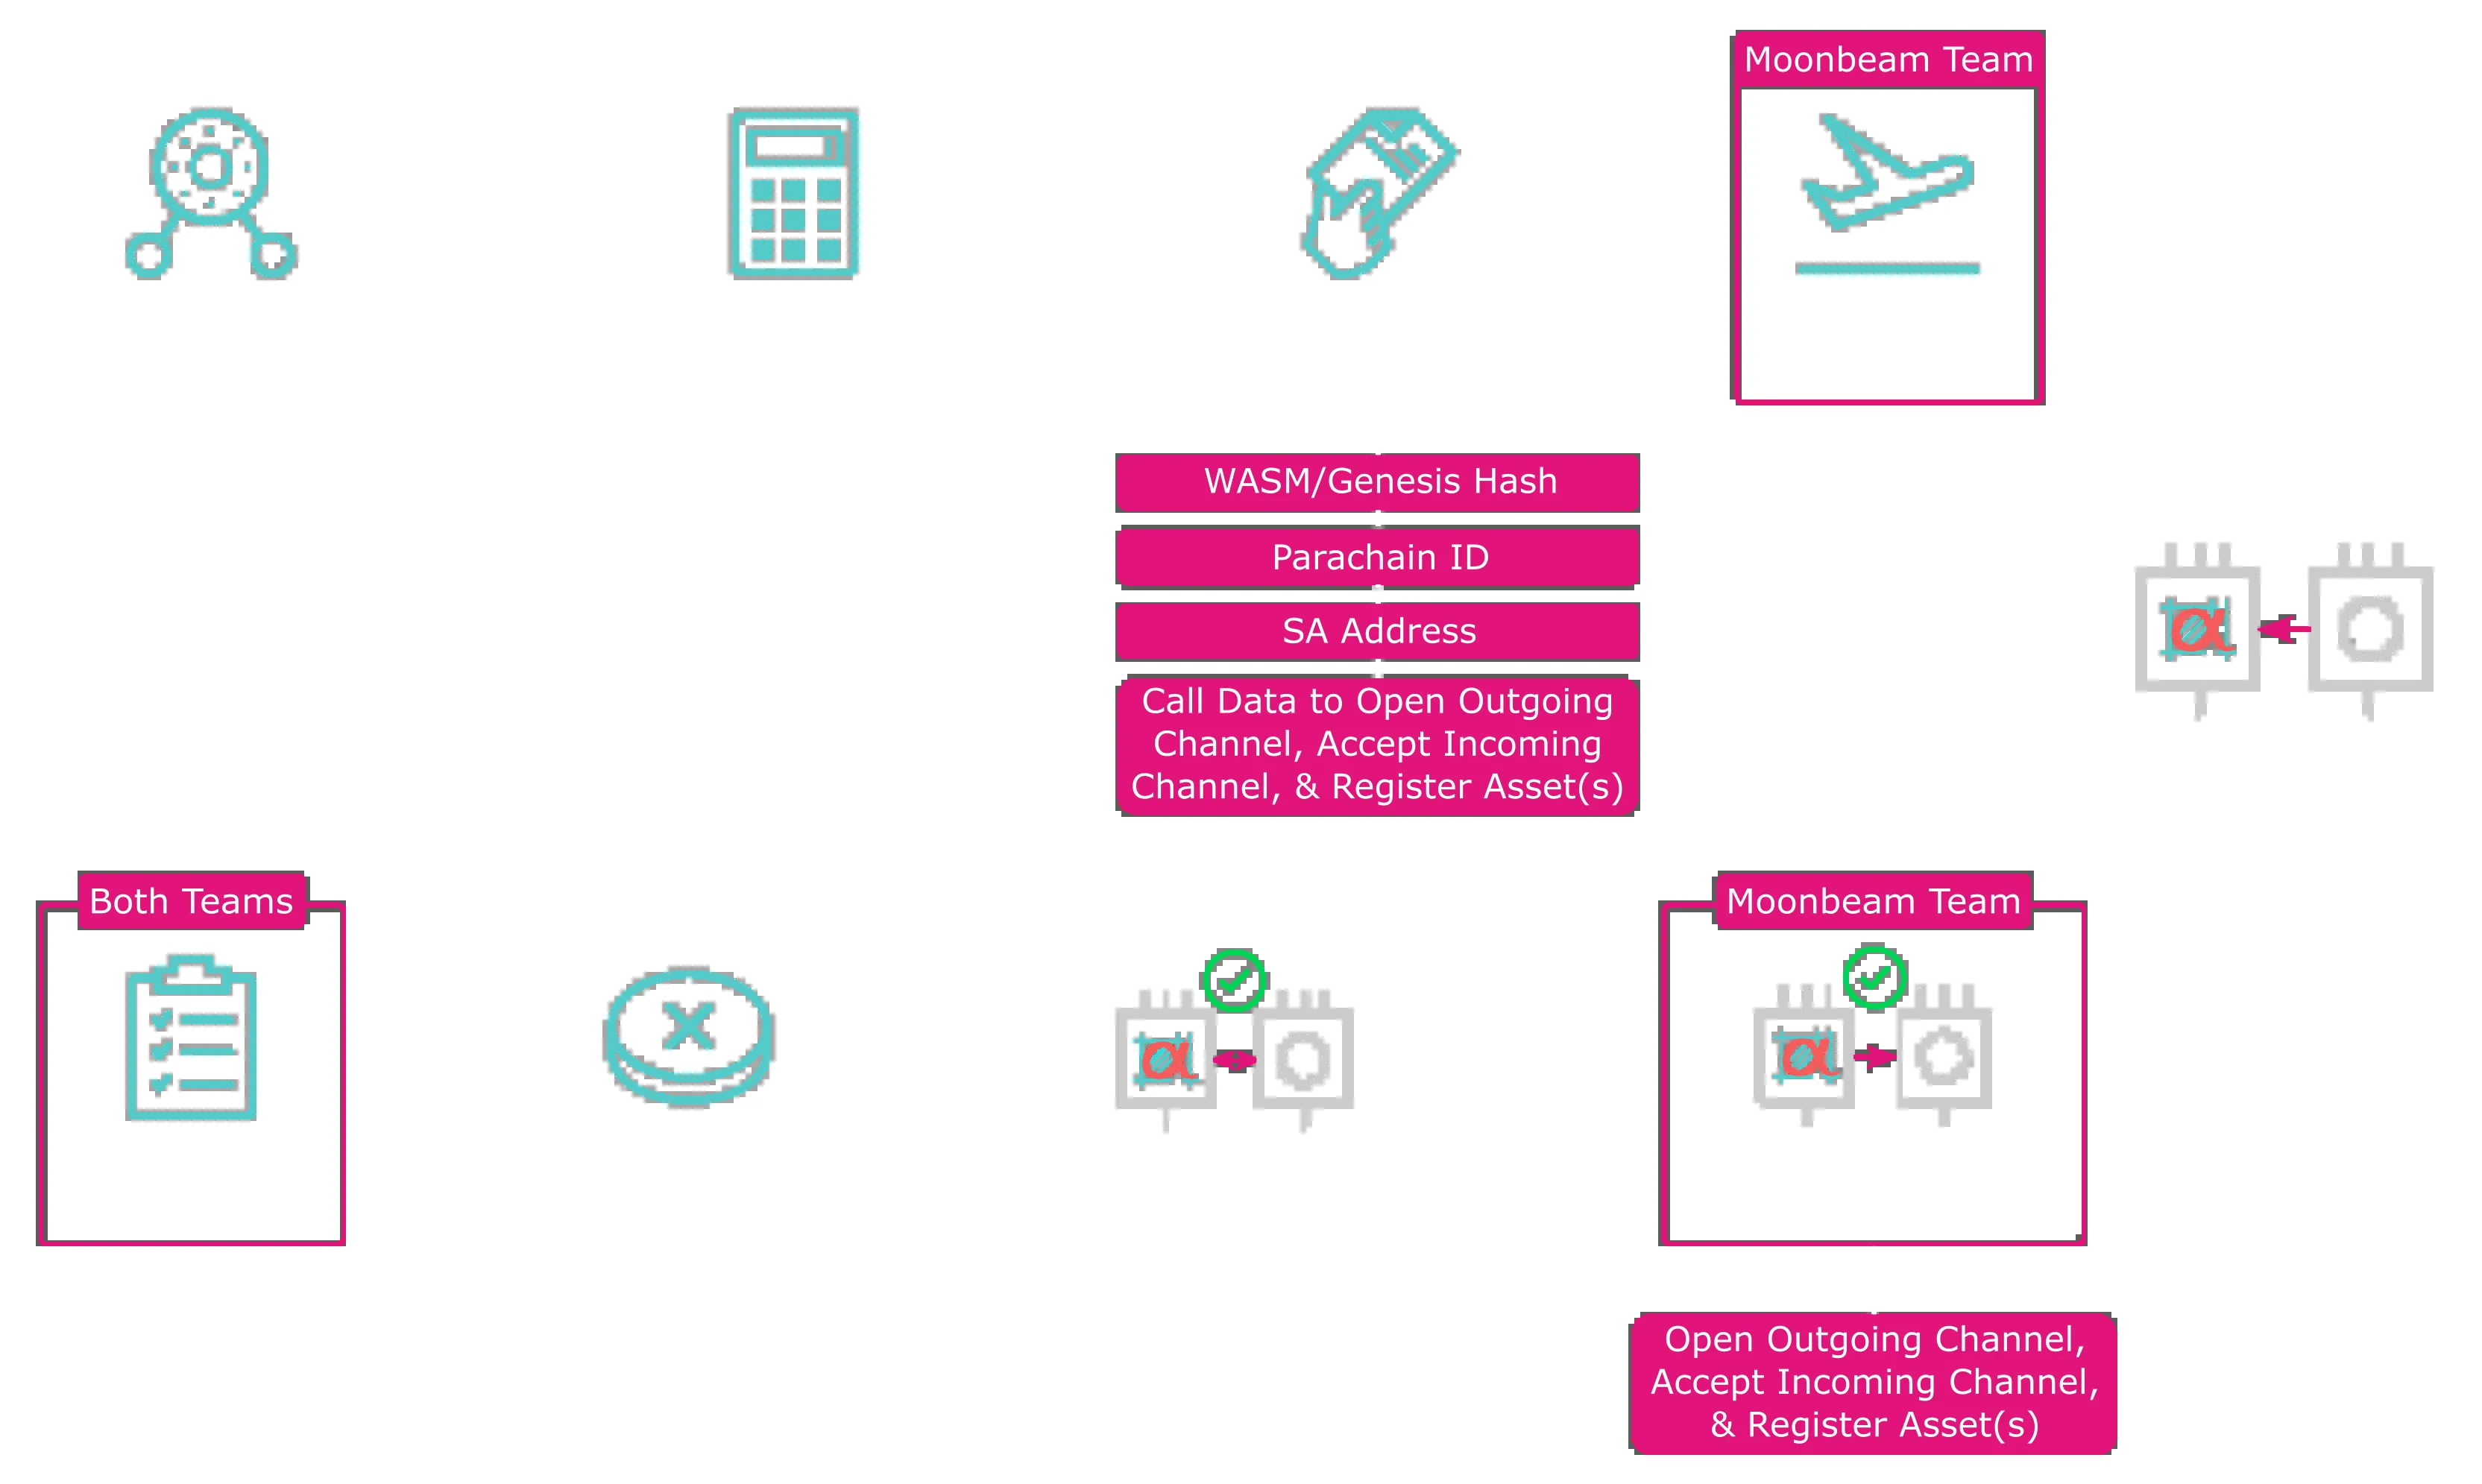 Moonbeam Team
WASM/Genesis Hash
Parachain ID
SA Address
Call Data to Open Outgoing
Channel, Accept Incoming
Channel, & Register Asset(s)
Both Teams
Moonbeam Team
Open Outgoing Channel,
Accept Incoming Channel,
& Register Asset(s)